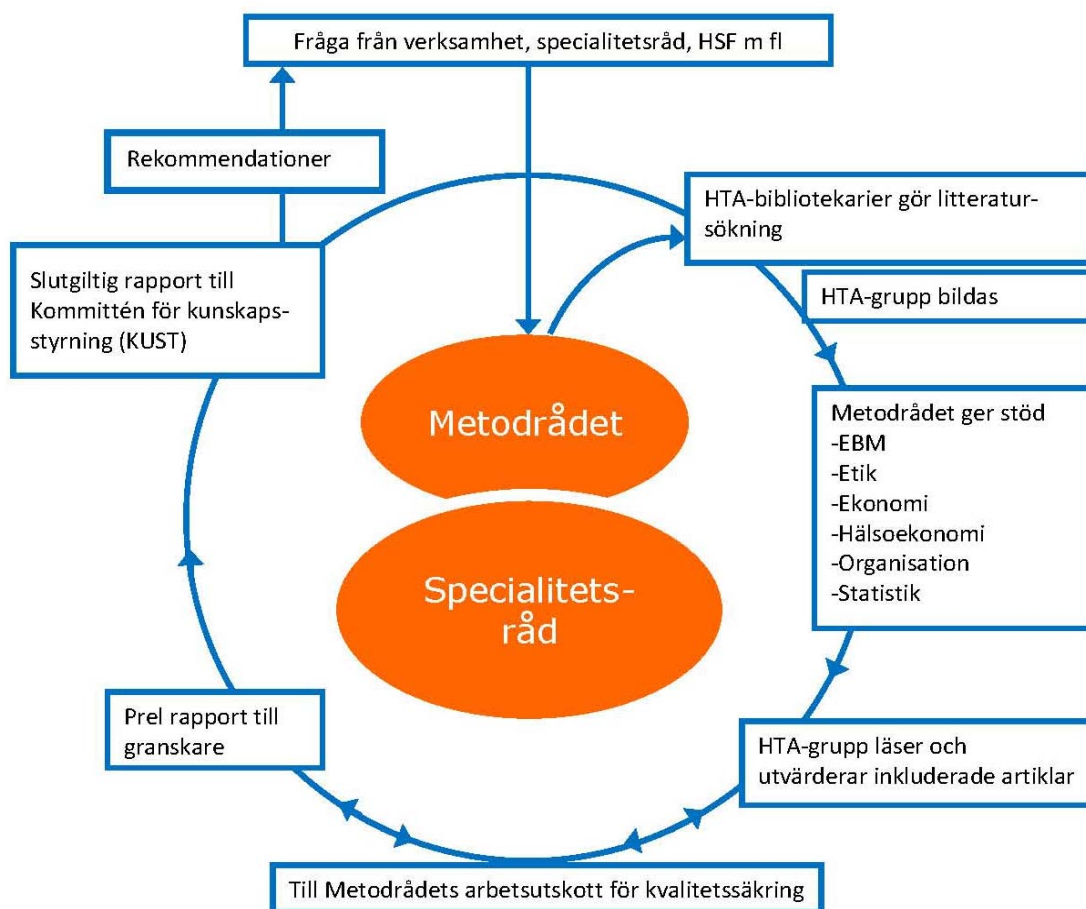 Fråga från verksamhet, specialitetsråd, HSF m fl
Rekommendationer
HTA-bibliotekarier gör litteratur-
sökning
HTA-grupp bildas
Slutgiltig rapport till
Kommittén för kunskaps-
styrning (KUST)
Metodrådet
Metodrådet ger stöd
-EBM
-Etik
-Ekonomi
-Hälsoekonomi
-Organisation
-Statistik
Specialitets-
råd
Prel rapport till
granskare
HTA-grupp läser och
utvärderar inkluderade artiklar
Till Metodrådets arbetsutskott för kvalitetssäkring